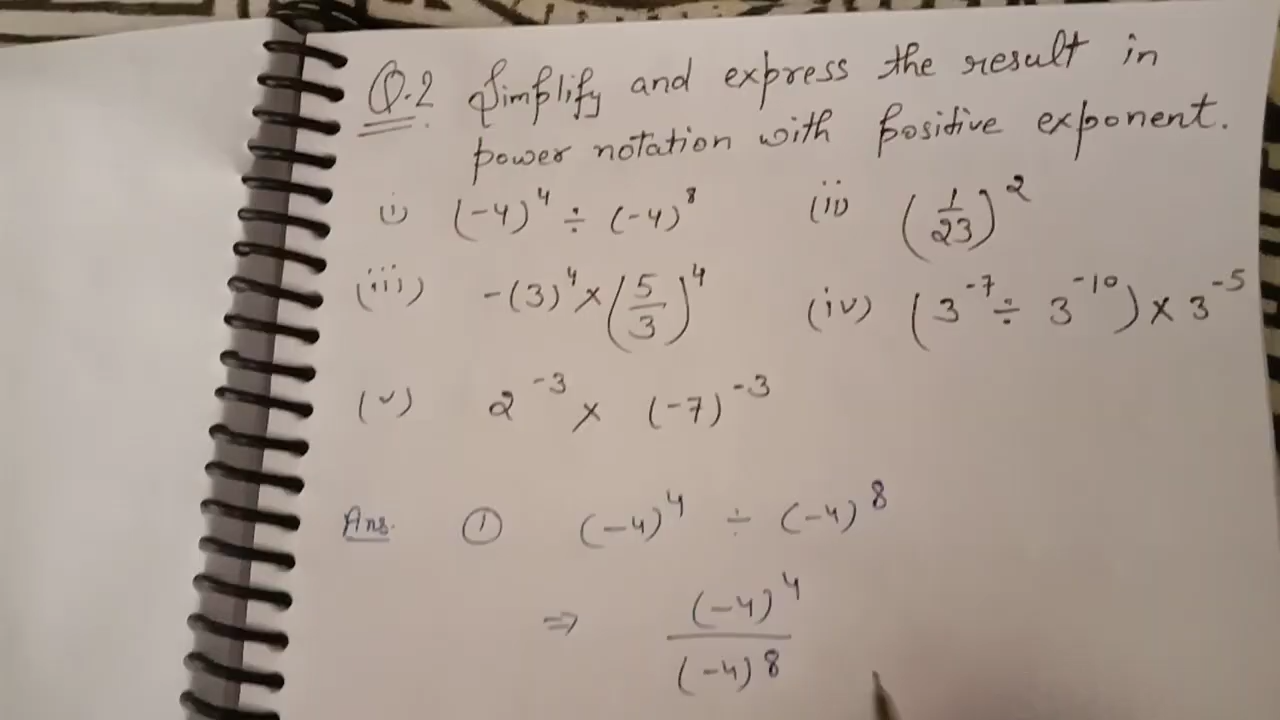 Q.2 Simplify and express the result in
power notation with positive exponent.
(i) (-4)⁴ ÷ (-4)⁸ (ii) (1/23)²
(iii) -(3)⁴ × (5/3)⁴ (iv) (3⁻⁷ ÷ 3⁻¹⁰) × 3⁻⁵
(v) 2⁻³ × (-7)⁻³
Ans. ① (-4)⁴ ÷ (-4)⁸
⇒ (-4)⁴
(-4)⁸